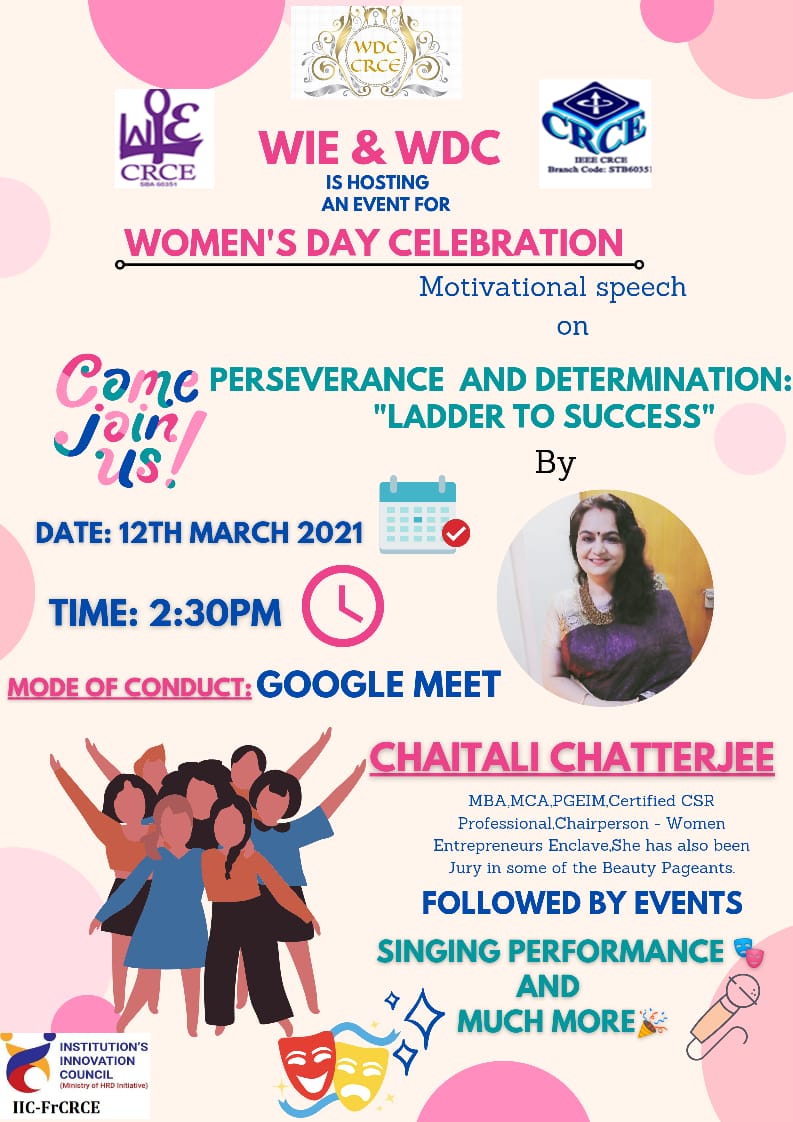 WDC
CRCE
WIE
CRCE
SBA 60351
CRCE
IEEE CRCE
Branch Code: STB60351
WIE & WDC
IS HOSTING
AN EVENT FOR
WOMEN'S DAY CELEBRATION
Motivational speech
on
Come
join
us!
PERSEVERANCE AND DETERMINATION:
"LADDER TO SUCCESS"
By
DATE: 12TH MARCH 2021
TIME: 2:30PM
MODE OF CONDUCT: GOOGLE MEET
CHAITALI CHATTERJEE
MBA,MCA,PGEIM,Certified CSR
Professional,Chairperson - Women
Entrepreneurs Enclave,She has also been
Jury in some of the Beauty Pageants.
FOLLOWED BY EVENTS
SINGING PERFORMANCE
AND
MUCH MORE
INSTITUTION'S
INNOVATION
COUNCIL
(Ministry of HRD Initiative)
IIC-FrCRCE